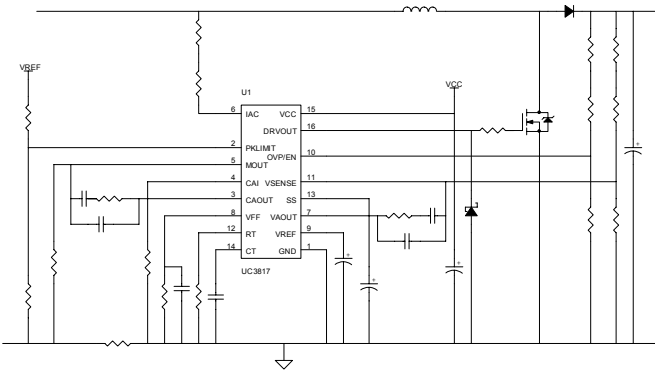 VREF
U1
VCC
6 IAC VCC 15
DRVOUT 16
2 PKLIMIT
OVP/EN 10
5 MOUT
4 CAI VSENSE 11
3 CAOUT SS 13
8 VFF VAOUT 7
12 RT VREF 9
14 CT GND 1
UC3817